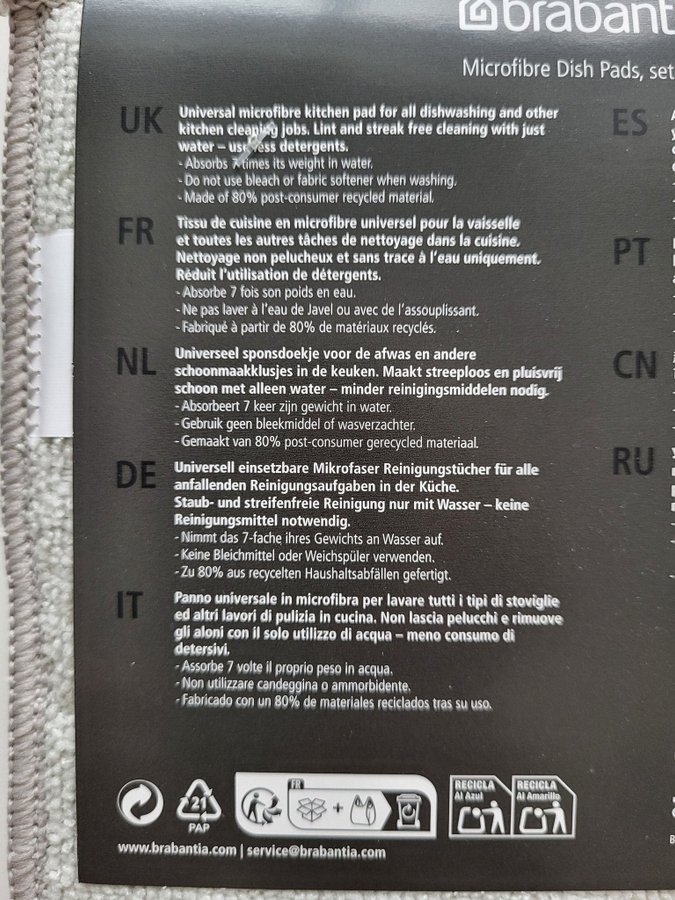 brabant
Microfibre Dish Pads, set
UK
Universal microfibre kitchen pad for all dishwashing and other
kitchen cleaning jobs. Lint and streak free cleaning with just
water – use less detergents.
- Absorbs 7 times its weight in water.
- Do not use bleach or fabric softener when washing.
- Made of 80% post-consumer recycled material.
FR
Tissu de cuisine en microfibre universel pour la vaisselle
et toutes les autres tâches de nettoyage dans la cuisine.
Nettoyage non pelucheux et sans trace à l'eau uniquement.
Réduit l'utilisation de détergents.
- Absorbe 7 fois son poids en eau.
- Ne pas laver à l'eau de Javel ou avec de l'assouplissant.
- Fabriqué à partir de 80% de matériaux recyclés.
NL
Universeel sponsdoekje voor de afwas en andere
schoonmaakklusjes in de keuken. Maakt streeploos en pluisvrij
schoon met alleen water – minder reinigingsmiddelen nodig.
- Absorbeert 7 keer zijn gewicht in water.
- Gebruik geen bleekmiddel of wasverzachter.
- Gemaakt van 80% post-consumer gerecycled materiaal.
DE
Universell einsetzbare Mikrofaser Reinigungstücher für alle
anfallenden Reinigungsaufgaben in der Küche.
Staub- und streifenfreie Reinigung nur mit Wasser – keine
Reinigungsmittel notwendig.
- Nimmt das 7-fache ihres Gewichts an Wasser auf.
- Keine Bleichmittel oder Weichspüler verwenden.
- Zu 80% aus recycelten Haushaltsabfällen gefertigt.
IT
Panno universale in microfibra per lavare tutti i tipi di stoviglie
ed altri lavori di pulizia in cucina. Non lascia pelucchi e rimuove
gli aloni con il solo utilizzo di acqua – meno consumo di
detersivi.
- Assorbe 7 volte il proprio peso in acqua.
- Non utilizzare candeggina o ammorbidente.
- Fabricado con un 80% de materiales reciclados tras su uso.
ES
PT
CN
RU
21
PAP
FR
+
RECICLA
Al Azul
RECICLA
Al Amarillo
www.brabantia.com | service@brabantia.com